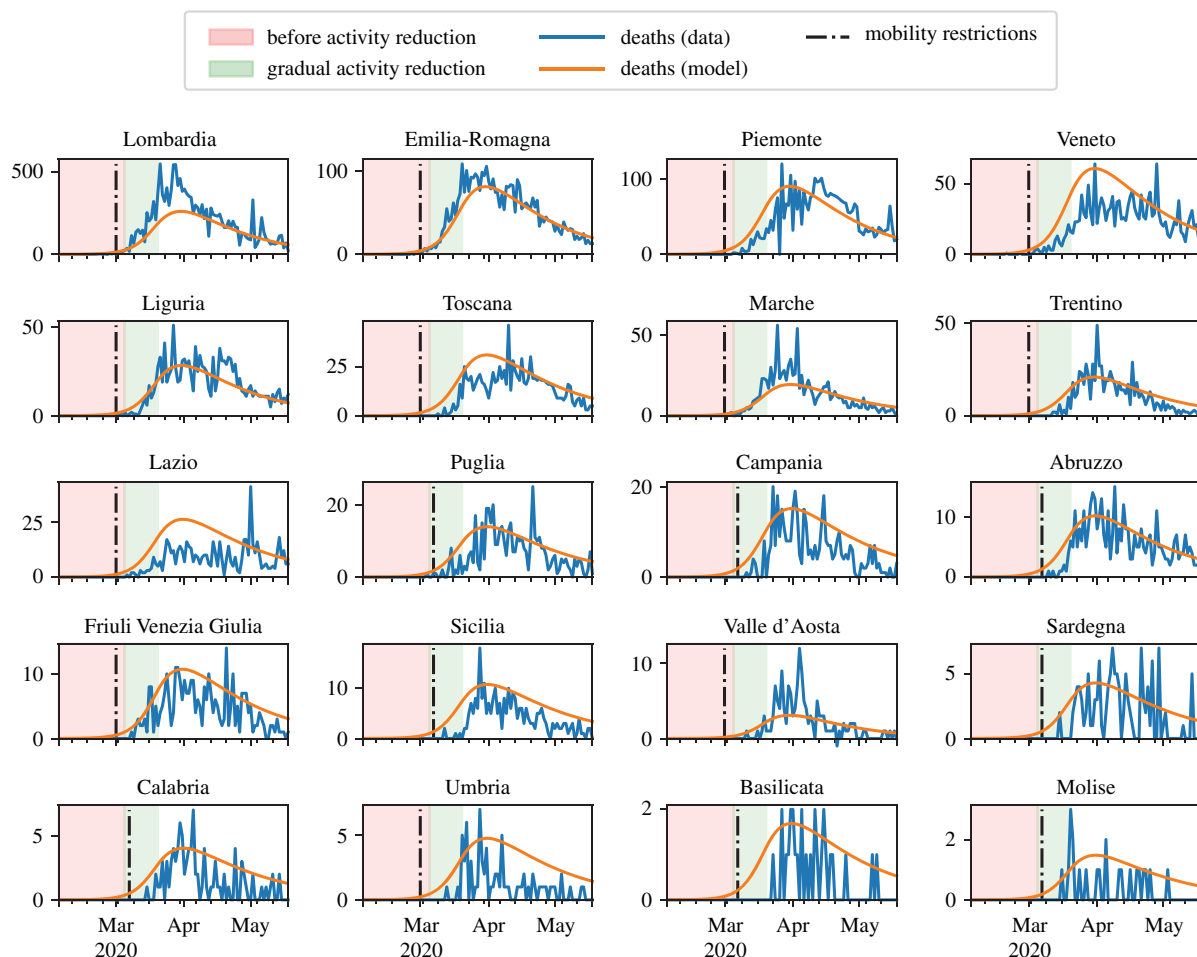 before activity reduction
gradual activity reduction
deaths (data)
deaths (model)
mobility restrictions
Lombardia
500
0
Emilia-Romagna
100
0
Piemonte
100
0
Veneto
50
0
Liguria
50
0
Toscana
25
0
Marche
50
0
Trentino
50
0
Lazio
25
0
Puglia
20
0
Campania
20
0
Abruzzo
10
0
Friuli Venezia Giulia
10
0
Sicilia
10
0
Valle d’Aosta
10
0
Sardegna
5
0
Calabria
5
0
Mar Apr May
2020
Umbria
5
0
Mar Apr May
2020
Basilicata
2
1
0
Mar Apr May
2020
Molise
2
0
Mar Apr May
2020